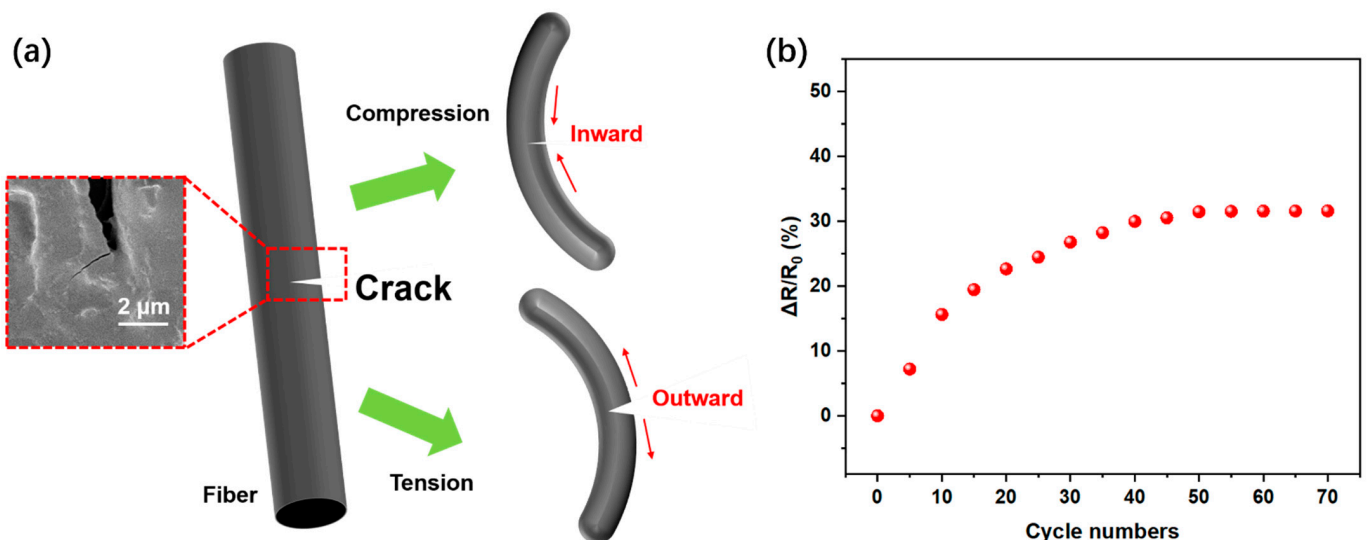 (a)
Compression
Inward
2 μm
Crack
Outward
Fiber
Tension
(b)
ΔR/R₀ (%)
50
40
30
20
10
0
0 10 20 30 40 50 60 70
Cycle numbers